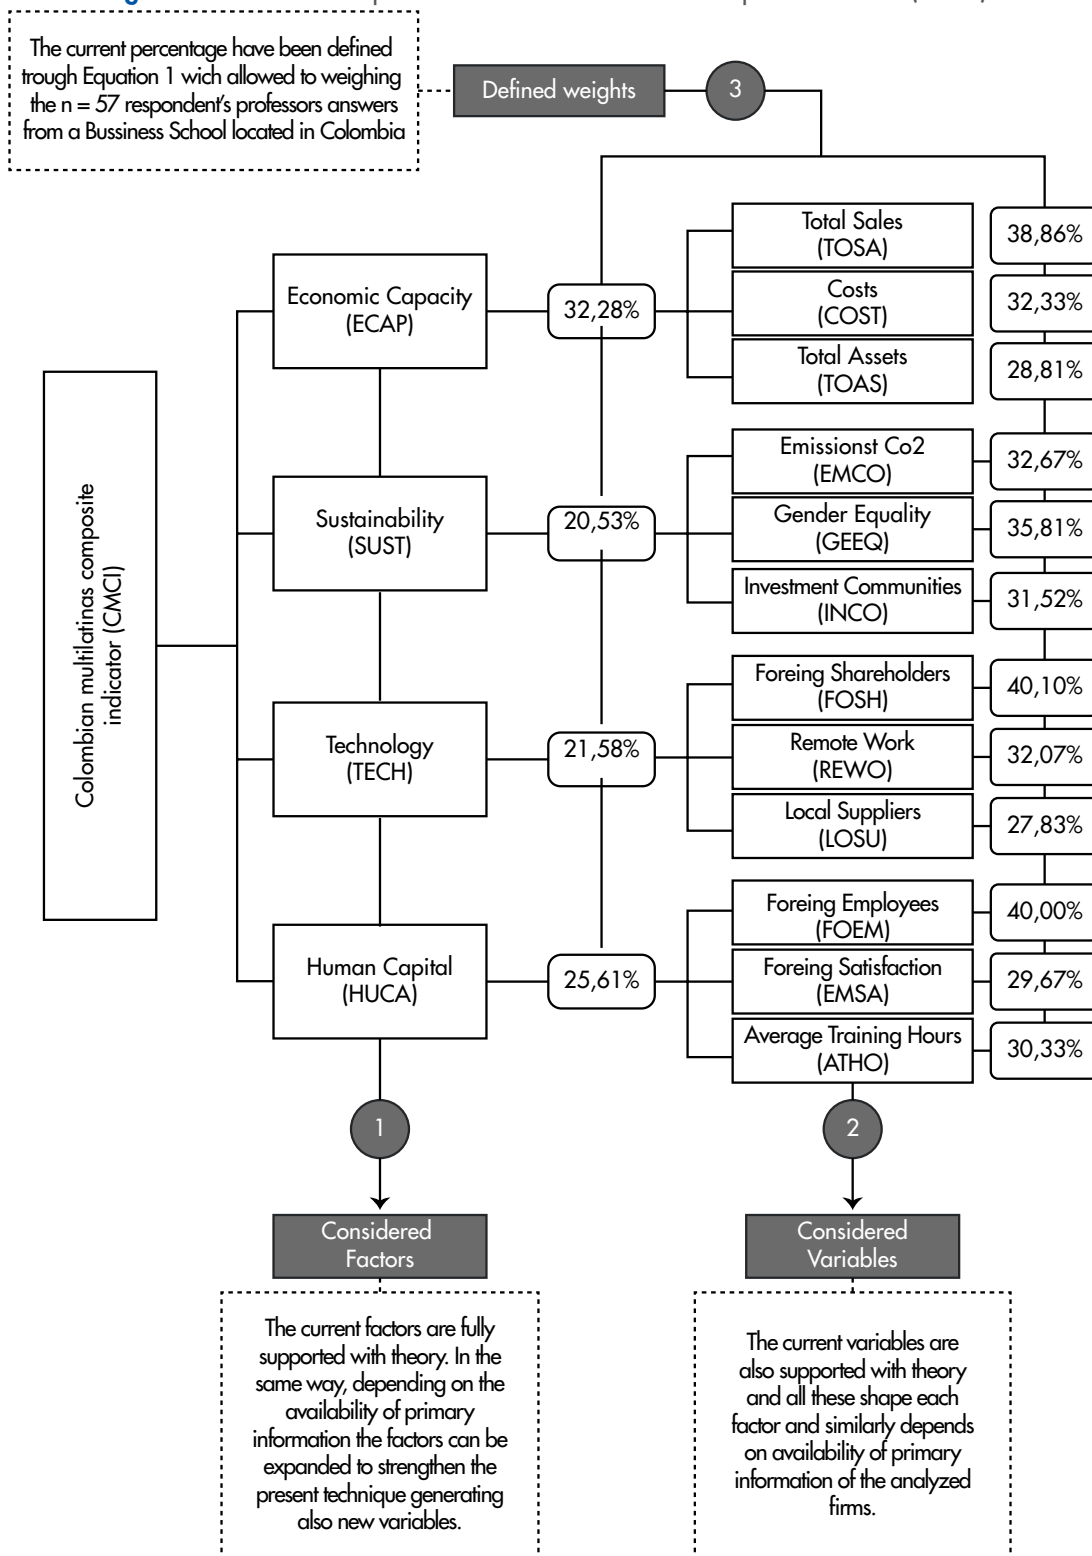 The current percentage have been defined
trough Equation 1 wich allowed to weighing
the n = 57 respondent's professors answers
from a Bussiness School located in Colombia
Defined weights
3
Colombian multilatinas composite
indicator (CMCI)
Economic Capacity
(ECAP)
32,28%
Total Sales
(TOSA)
38,86%
Costs
(COST)
32,33%
Total Assets
(TOAS)
28,81%
Sustainability
(SUST)
20,53%
Emissionst Co2
(EMCO)
32,67%
Gender Equality
(GEEQ)
35,81%
Investment Communities
(INCO)
31,52%
Technology
(TECH)
21,58%
Foreing Shareholders
(FOSH)
40,10%
Remote Work
(REWO)
32,07%
Local Suppliers
(LOSU)
27,83%
Human Capital
(HUCA)
25,61%
Foreing Employees
(FOEM)
40,00%
Foreing Satisfaction
(EMSA)
29,67%
Average Training Hours
(ATHO)
30,33%
1
Considered
Factors
The current factors are fully
supported with theory. In the
same way, depending on the
availability of primary
information the factors can be
expanded to strengthen the
present technique generating
also new variables.
2
Considered
Variables
The current variables are
also supported with theory
and all these shape each
factor and similarly depends
on availability of primary
information of the analyzed
firms.